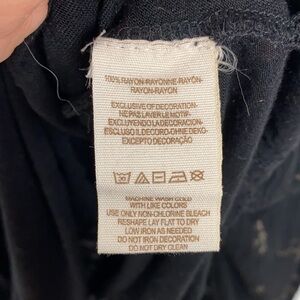 100% RAYON-RAYONNE-RAYÓN-
RAYON-RAYON
EXCLUSIVE OF DECORATION-
NE PAS LAVER LE MOTIF-
EXCLUYENDO LA DECORACION-
ESCLUSO IL DECORO-OHNE DEKO-
EXCEPTO DECORAÇÃO
MACHINE WASH COLD
WITH LIKE COLORS
USE ONLY NON-CHLORINE BLEACH
RESHAPE LAY FLAT TO DRY
LOW IRON AS NEEDED
DO NOT IRON DECORATION
DO NOT DRY CLEAN